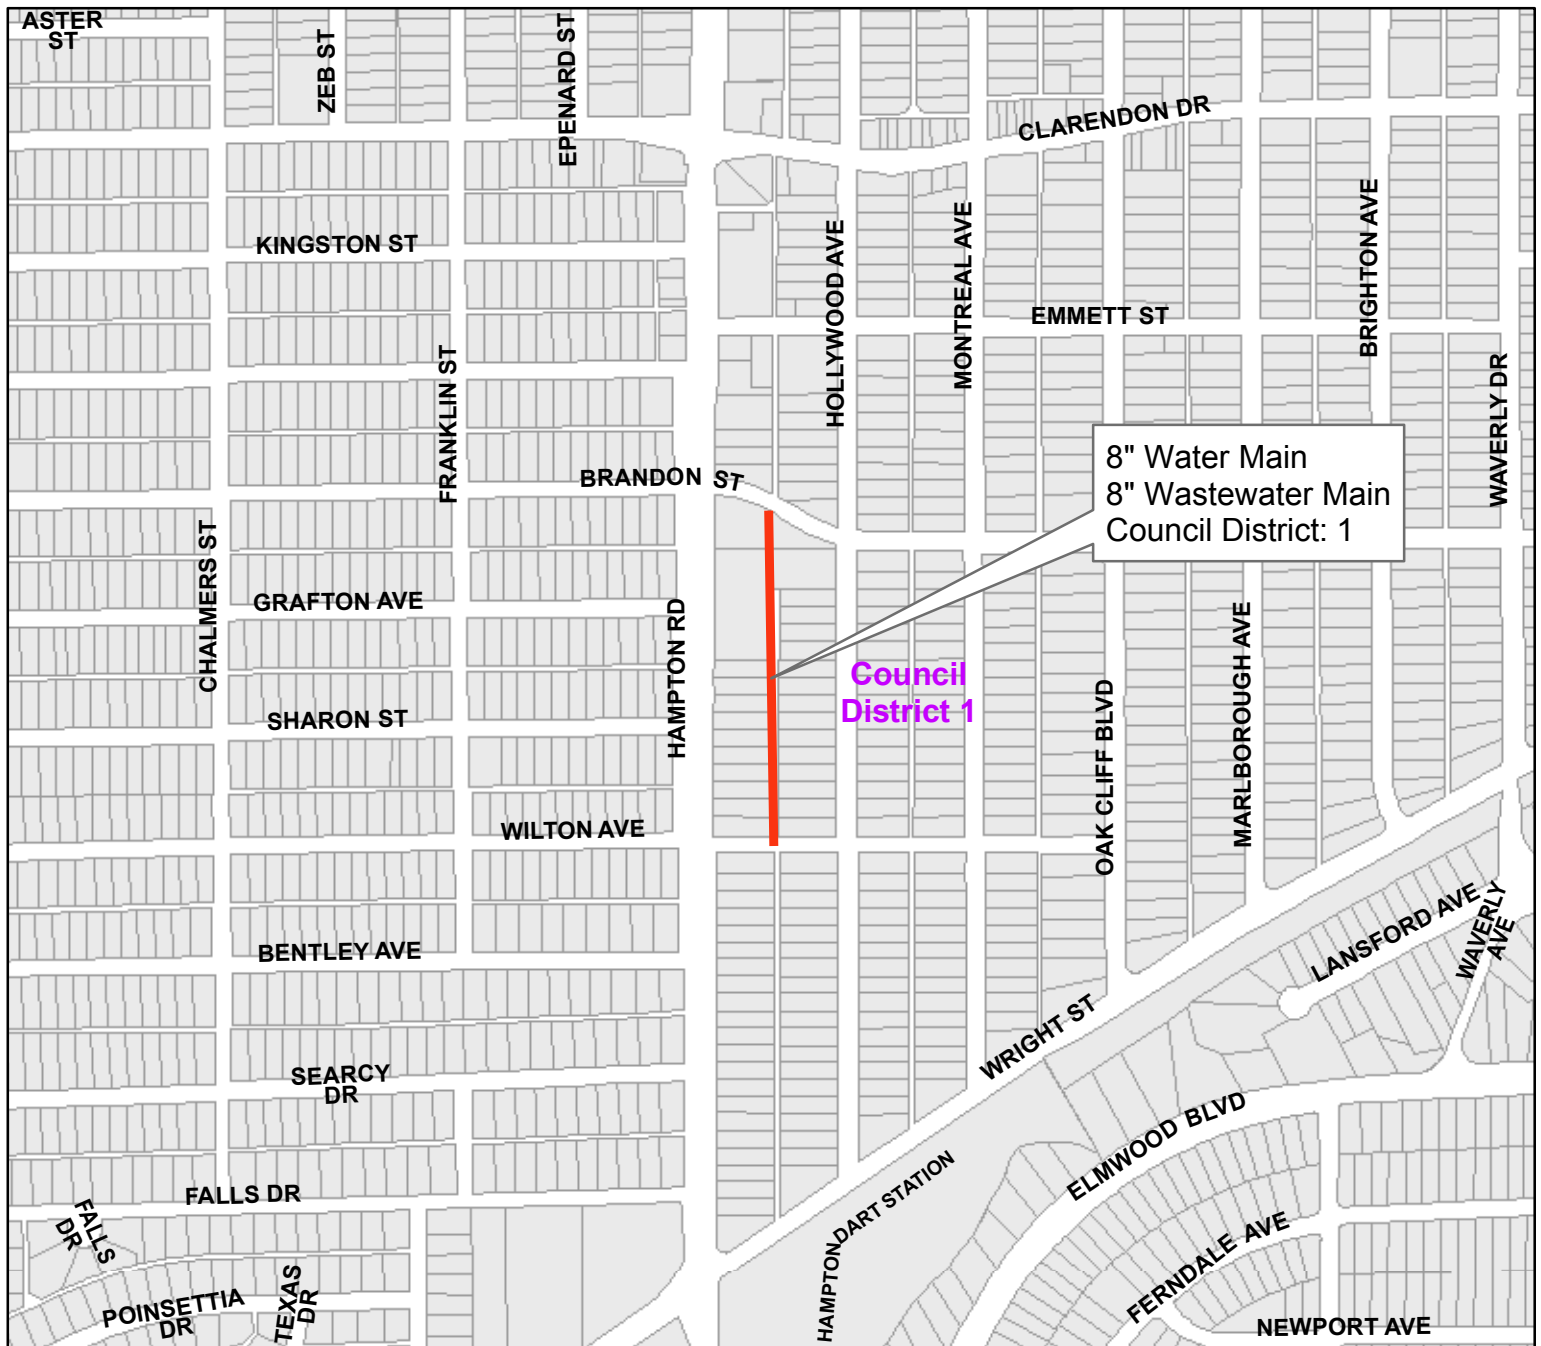 ASTER
ST
ZEB ST
EPENARD ST
CLARENDON DR
KINGSTON ST
HOLLYWOOD AVE
MONTREAL AVE
BRIGHTON AVE
EMMETT ST
FRANKLIN ST
WAVERLY DR
BRANDON ST
8" Water Main
8" Wastewater Main
Council District: 1
CHALMERS ST
GRAFTON AVE
HAMPTON RD
MARLBOROUGH AVE
Council
District 1
OAK CLIFF BLVD
SHARON ST
WILTON AVE
LANSFORD AVE
WAVERLY
AVE
BENTLEY AVE
WRIGHT ST
SEARCY
DR
ELMWOOD BLVD
FALLS DR
FALLS
DR
HAMPTON DART STATION
FERNDALE AVE
POINSETTIA
DR
TEXAS
DR
NEWPORT AVE